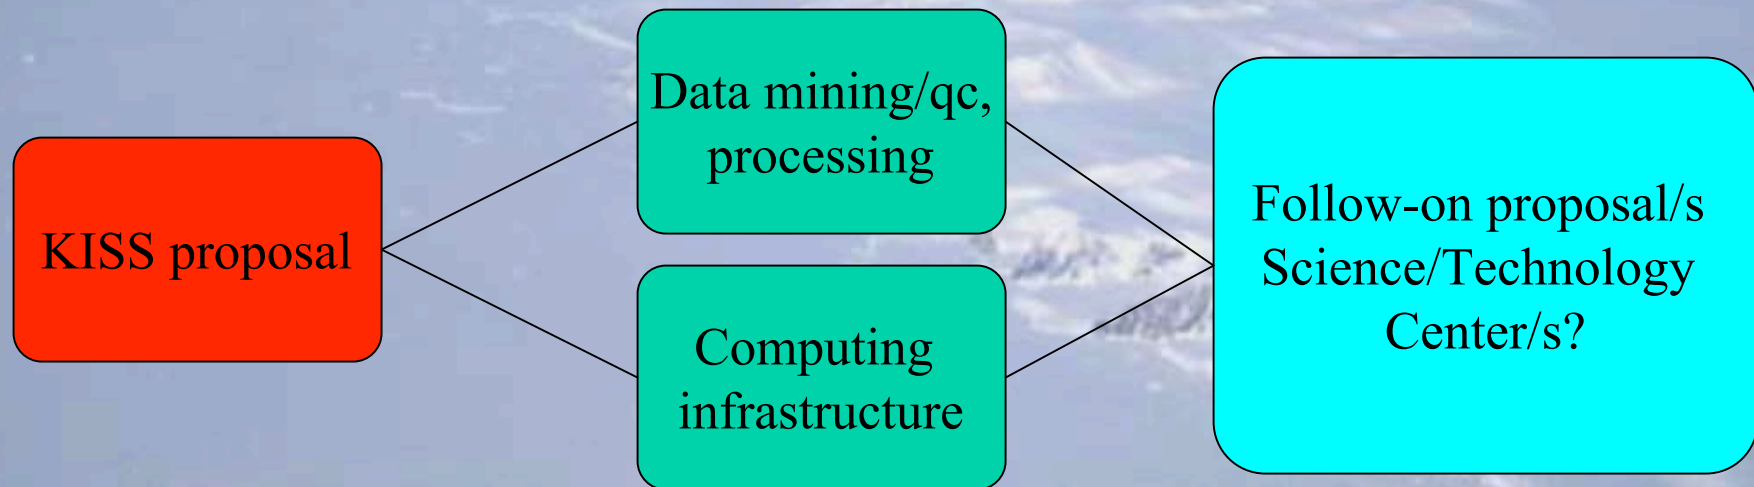 KISS proposal
Data mining/qc,
processing
Computing
infrastructure
Follow-on proposal/s
Science/Technology
Center/s?